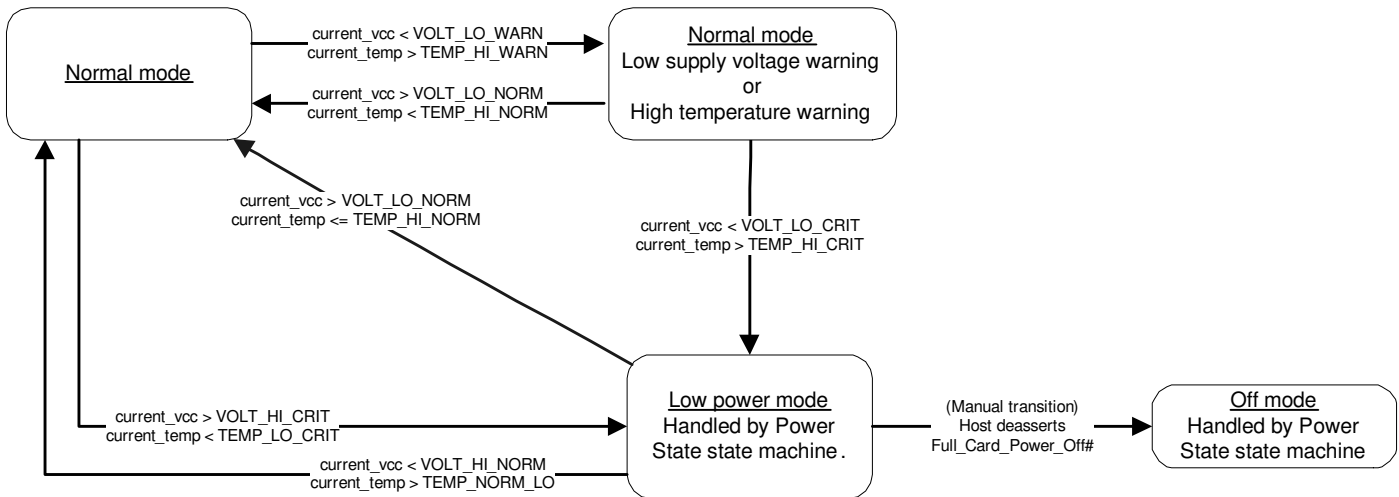 Normal mode
current_vcc < VOLT_LO_WARN
current_temp > TEMP_HI_WARN
current_vcc > VOLT_LO_NORM
current_temp < TEMP_HI_NORM
Normal mode
Low supply voltage warning
or
High temperature warning
current_vcc > VOLT_LO_NORM
current_temp <= TEMP_HI_NORM
current_vcc < VOLT_LO_CRIT
current_temp > TEMP_HI_CRIT
current_vcc > VOLT_HI_CRIT
current_temp < TEMP_LO_CRIT
current_vcc < VOLT_HI_NORM
current_temp > TEMP_NORM_LO
Low power mode
Handled by Power
State state machine.
(Manual transition)
Host deasserts
Full_Card_Power_Off#
Off mode
Handled by Power
State state machine